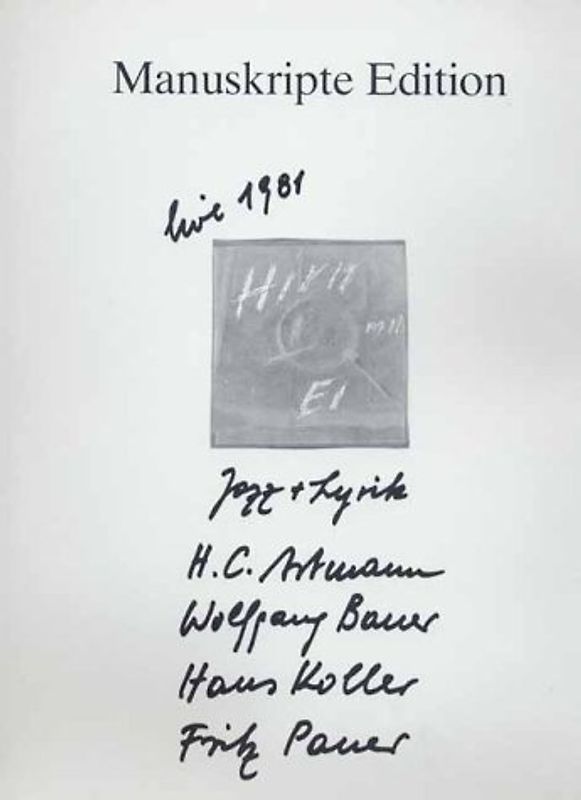 Manuskripte Edition
live 1981
Hirn
mit
EI
Jazz + Lyrik
H.C. Artmann
Wolfgang Bauer
Hans Koller
Fritz Pauer